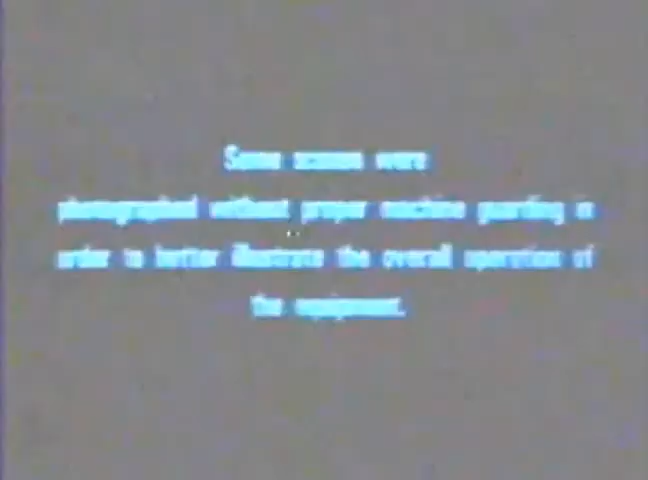 Some scenes were
photographed without proper machine guarding in
order to better illustrate the overall operation of
the equipment.